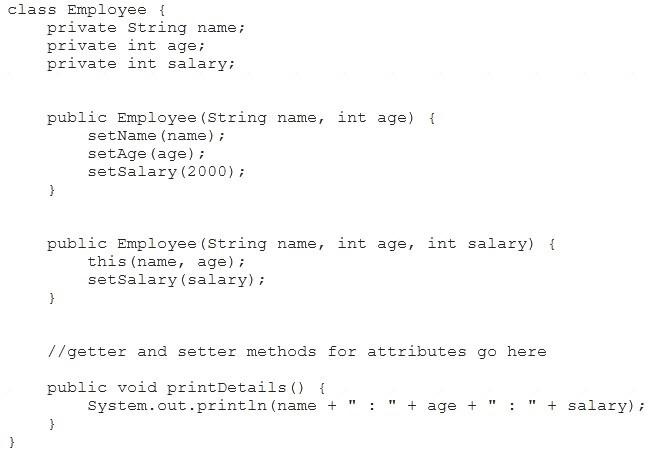 class Employee {
    private String name;
    private int age;
    private int salary;
    public Employee(String name, int age) {
        setName(name);
        setAge(age);
        setSalary(2000);
    }
    public Employee(String name, int age, int salary) {
        this(name, age);
        setSalary(salary);
    }
    //getter and setter methods for attributes go here
    public void printDetails() {
        System.out.println(name + " : " + age + " : " + salary);
    }
}